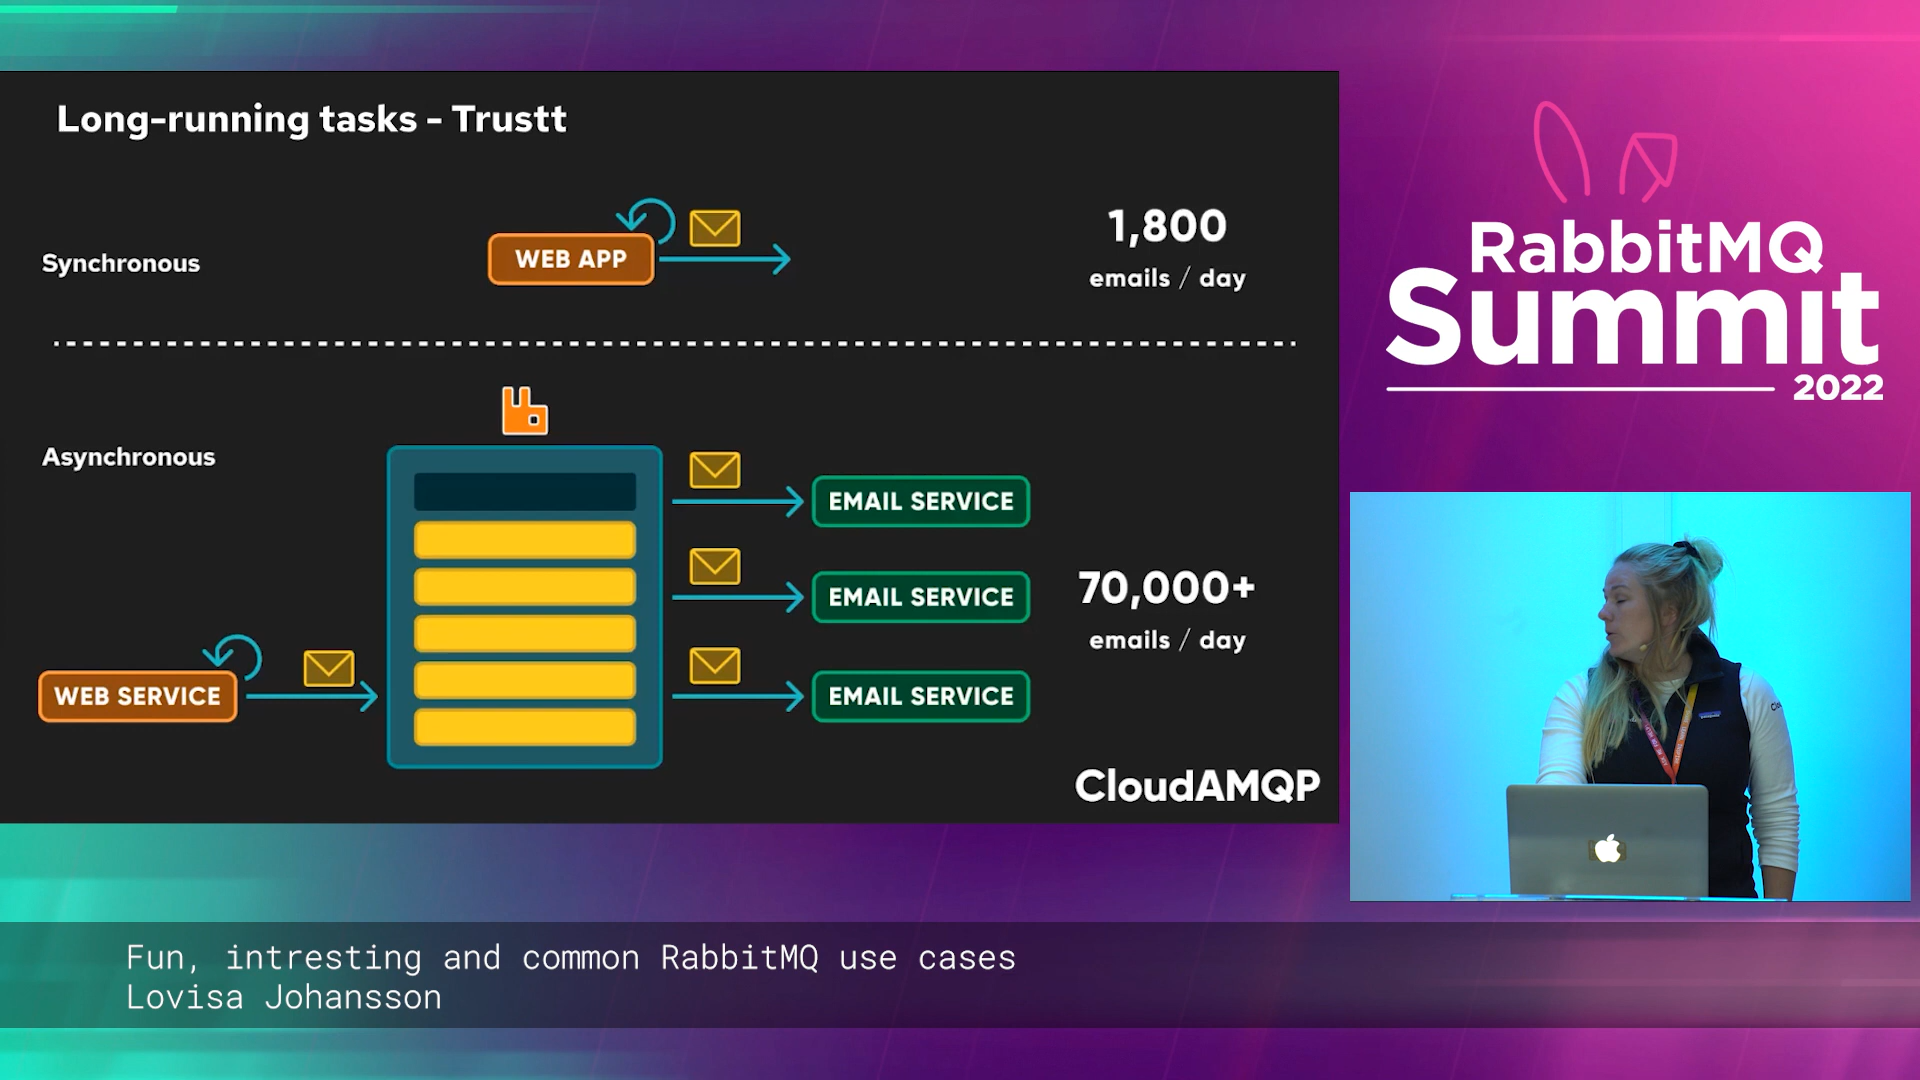 Long-running tasks - Trustt
Synchronous
WEB APP
1,800
emails / day
Asynchronous
EMAIL SERVICE
EMAIL SERVICE
EMAIL SERVICE
70,000+
emails / day
WEB SERVICE
CloudAMQP
RabbitMQ
Summit
2022
Fun, intresting and common RabbitMQ use cases
Lovisa Johansson